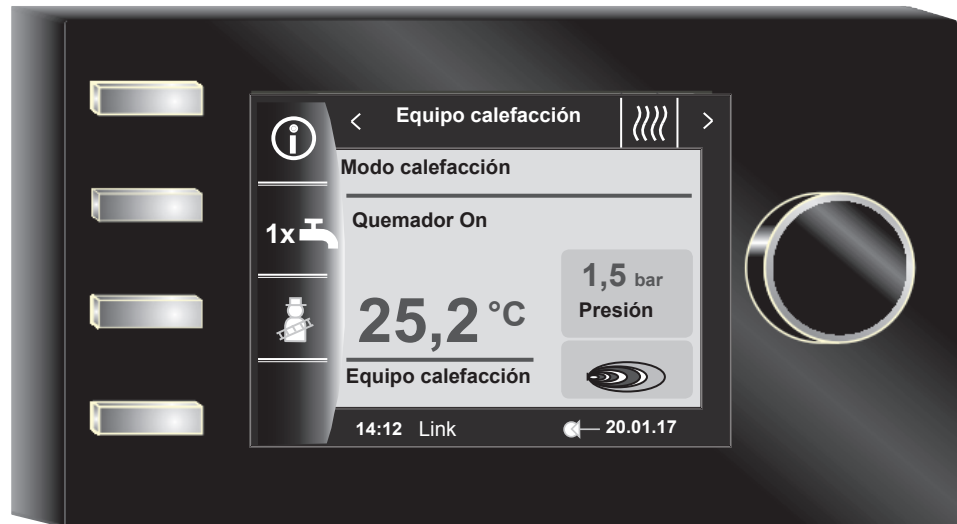 < Equipo calefacción >
Modo calefacción
1x
Quemador On
1,5 bar
Presión
25,2 °C
Equipo calefacción
14:12 Link 20.01.17